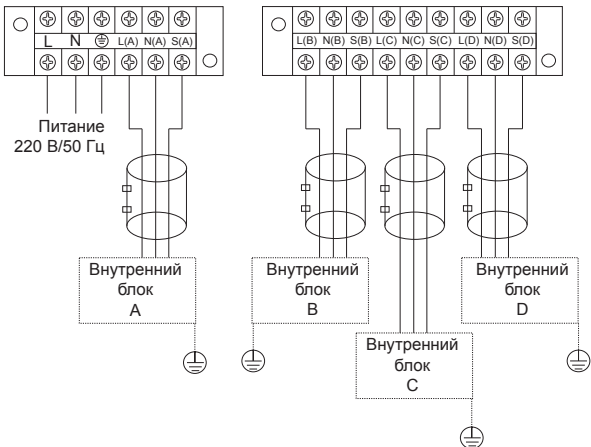 L N L(A) N(A) S(A)
L(B) N(B) S(B) L(C) N(C) S(C) L(D) N(D) S(D)
Питание
220 В/50 Гц
Внутренний
блок
A
Внутренний
блок
B
Внутренний
блок
C
Внутренний
блок
D